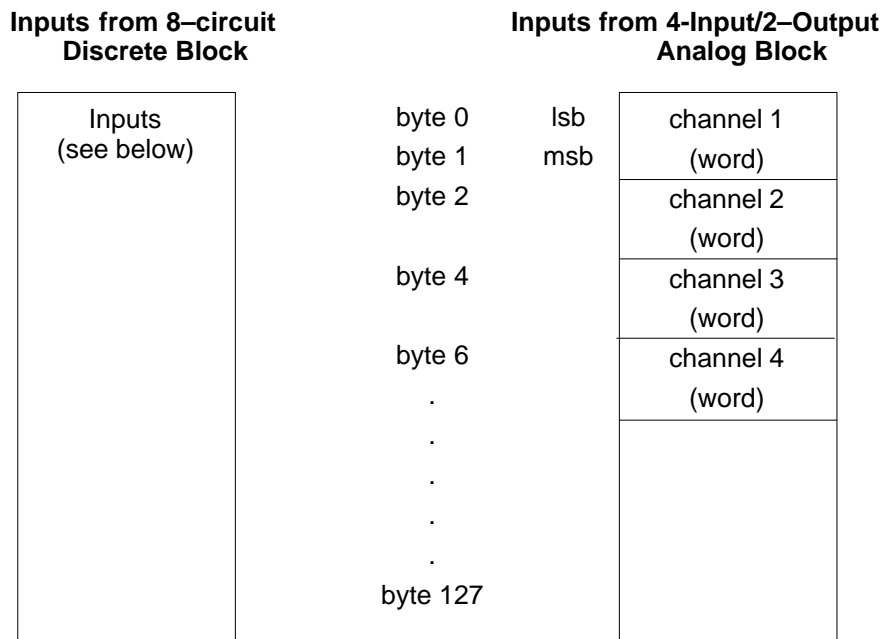 Inputs from 8–circuit
Discrete Block
Inputs from 4-Input/2–Output
Analog Block
Inputs
(see below)
byte 0
lsb
channel 1
byte 1
msb
(word)
byte 2
channel 2
(word)
byte 4
channel 3
(word)
byte 6
channel 4
.
(word)
.
.
.
.
byte 127